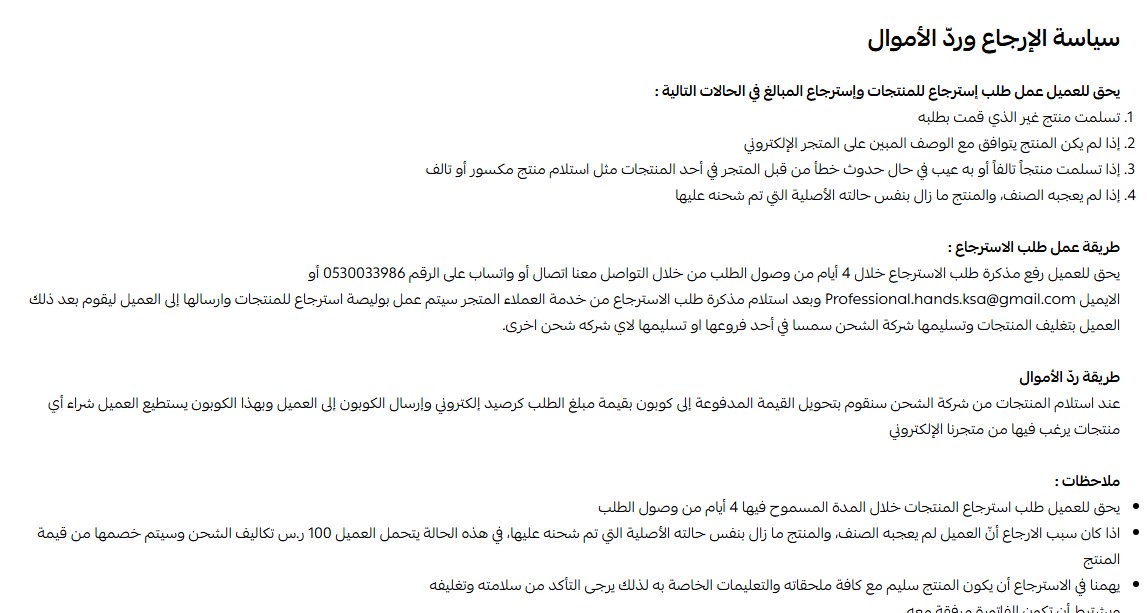 سياسة الإرجاع وردّ الأموال
يحق للعميل عمل طلب إسترجاع للمنتجات وإسترجاع المبالغ في الحالات التالية :
1. تسلمت منتج غير الذي قمت بطلبه
2. إذا لم يكن المنتج يتوافق مع الوصف المبين على المتجر الإلكتروني
3. إذا تسلمت منتجاً تالفاً أو به عيب في حال حدوث خطأ من قبل المتجر في أحد المنتجات مثل استلام منتج مكسور أو تالف
4. إذا لم يعجبه الصنف، والمنتج ما زال بنفس حالته الأصلية التي تم شحنه عليها
طريقة عمل طلب الاسترجاع :
يحق للعميل رفع مذكرة طلب الاسترجاع خلال 4 أيام من وصول الطلب من خلال التواصل معنا اتصال أو واتساب على الرقم 0530033986 أو
الايميل Professional.hands.ksa@gmail.com وبعد استلام مذكرة طلب الاسترجاع من خدمة العملاء المتجر سيتم عمل بوليصة استرجاع للمنتجات وارسالها إلى العميل ليقوم بعد ذلك
العميل بتغليف المنتجات وتسليمها شركة الشحن سمسا في أحد فروعها او تسليمها لاي شركه شحن اخرى.
طريقة ردّ الأموال
عند استلام المنتجات من شركة الشحن سنقوم بتحويل القيمة المدفوعة إلى كوبون بقيمة مبلغ الطلب كرصيد إلكتروني وإرسال الكوبون إلى العميل وبهذا الكوبون يستطيع العميل شراء أي
منتجات يرغب فيها من متجرنا الإلكتروني
ملاحظات :
• يحق للعميل طلب استرجاع المنتجات خلال المدة المسموح فيها 4 أيام من وصول الطلب
• اذا كان سبب الارجاع أنّ العميل لم يعجبه الصنف، والمنتج ما زال بنفس حالته الأصلية التي تم شحنه عليها، في هذه الحالة يتحمل العميل 100 ر.س تكاليف الشحن وسيتم خصمها من قيمة
المنتج
• يهمنا في الاسترجاع أن يكون المنتج سليم مع كافة ملحقاته والتعليمات الخاصة به لذلك يرجى التأكد من سلامته وتغليفه
ويشترط أن تكون الفاتورة مرفقة معه